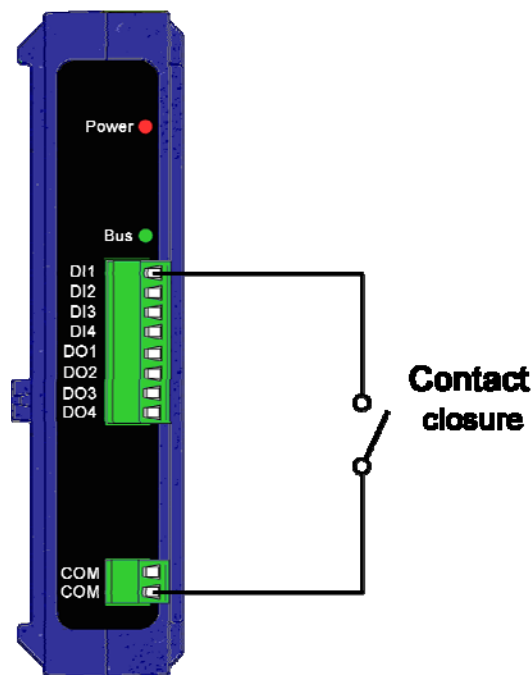 Power
Bus
DI1
DI2
DI3
DI4
DO1
DO2
DO3
DO4
Contact
closure
COM
COM